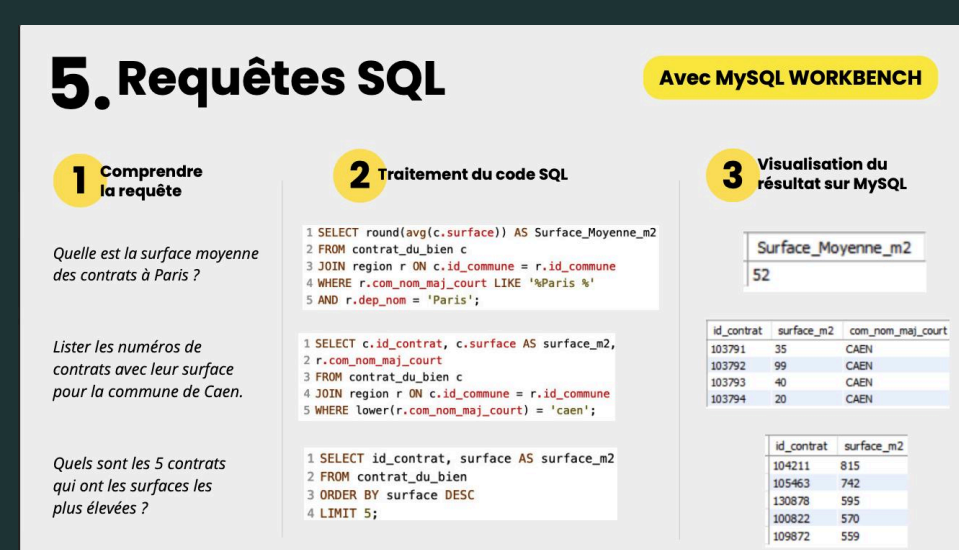 5. Requêtes SQL
Avec MySQL WORKBENCH
1 Comprendre
la requête
2 Traitement du code SQL
3 Visualisation du
résultat sur MySQL
Quelle est la surface moyenne
des contrats à Paris ?
1 SELECT round(avg(c.surface)) AS Surface_Moyenne_m2
2 FROM contrat_du_bien c
3 JOIN region r ON c.id_commune = r.id_commune
4 WHERE r.com_nom_maj_court LIKE '%Paris %'
5 AND r.dep_nom = 'Paris';
Surface_Moyenne_m2
52
Lister les numéros de
contrats avec leur surface
pour la commune de Caen.
1 SELECT c.id_contrat, c.surface AS surface_m2,
2 r.com_nom_maj_court
3 FROM contrat_du_bien c
4 JOIN region r ON c.id_commune = r.id_commune
5 WHERE lower(r.com_nom_maj_court) = 'caen';
id_contrat surface_m2 com_nom_maj_court
103791 35 CAEN
103792 99 CAEN
103793 40 CAEN
103794 20 CAEN
Quels sont les 5 contrats
qui ont les surfaces les
plus élevées ?
1 SELECT id_contrat, surface AS surface_m2
2 FROM contrat_du_bien
3 ORDER BY surface DESC
4 LIMIT 5;
id_contrat surface_m2
104211 815
105463 742
130878 595
100822 570
109872 559